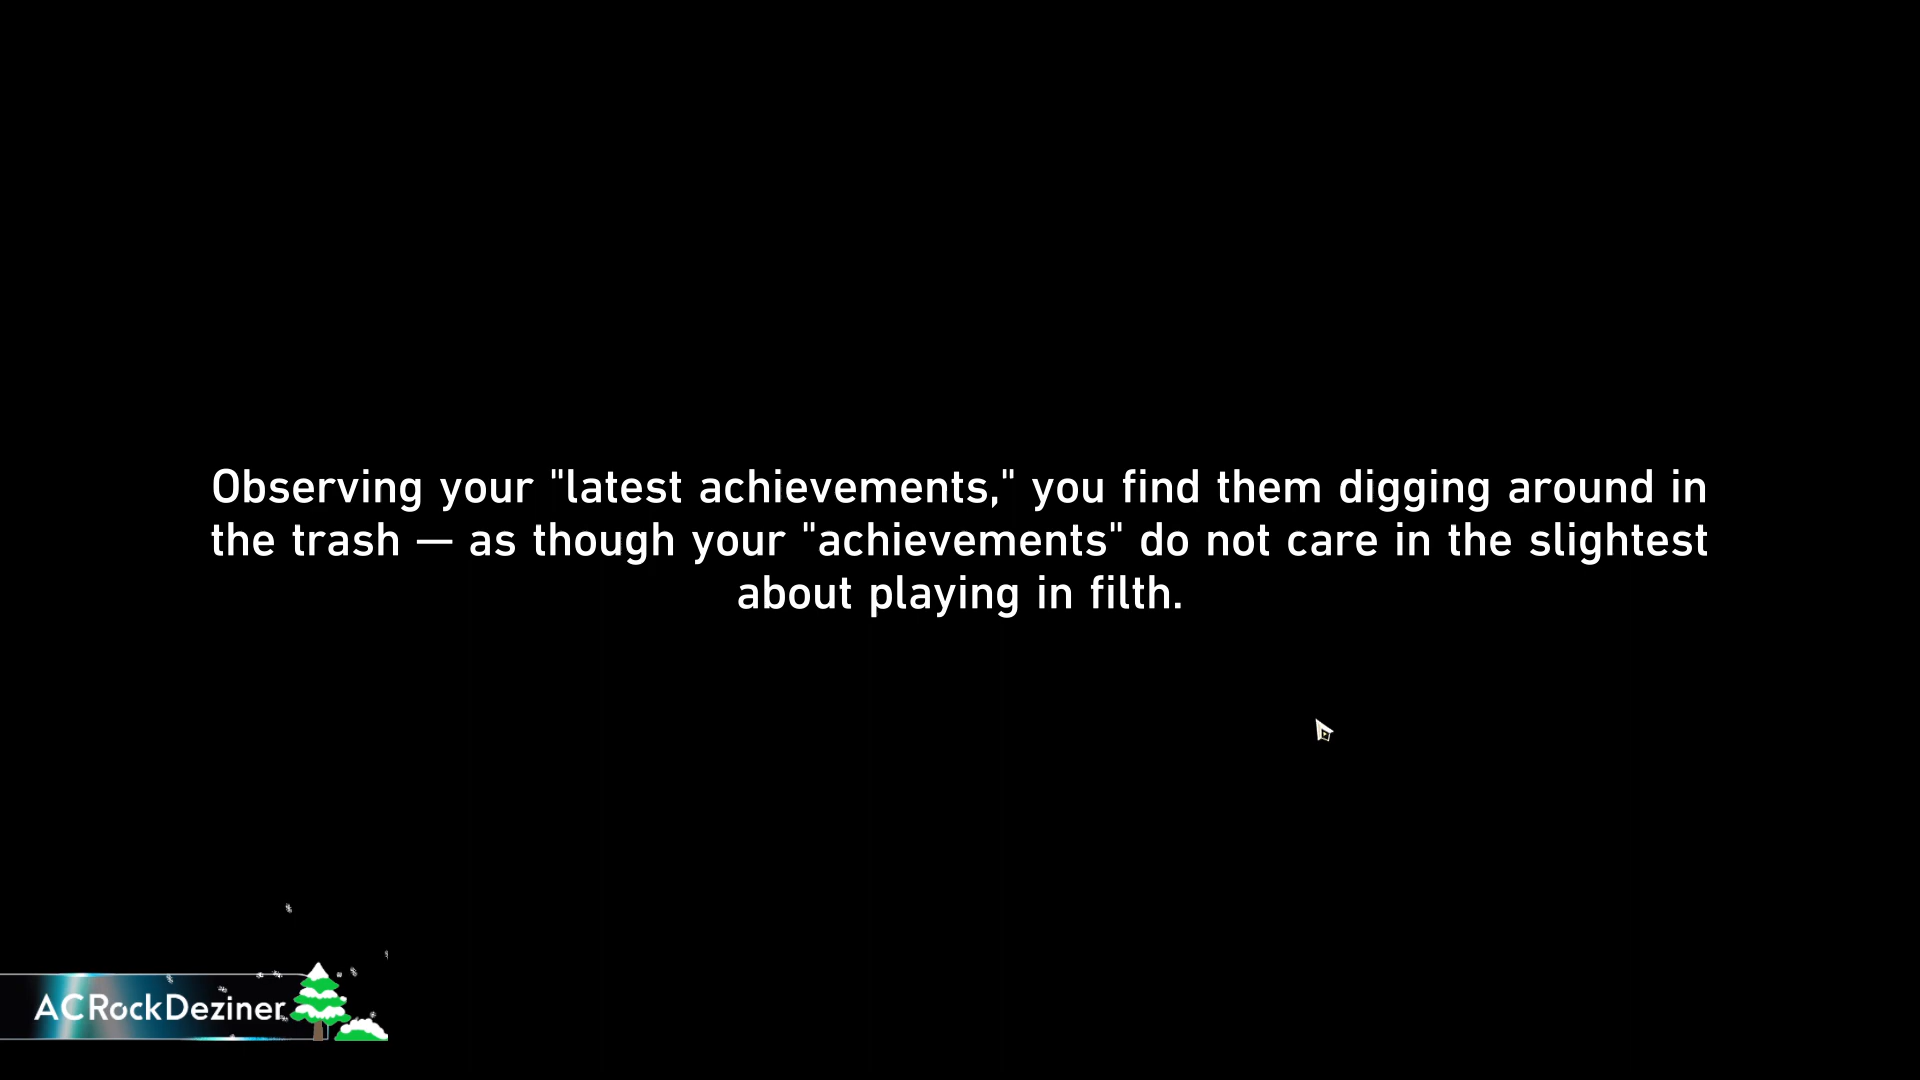 Observing your "latest achievements," you find them digging around in
the trash — as though your "achievements" do not care in the slightest
about playing in filth.
ACRockDeziner